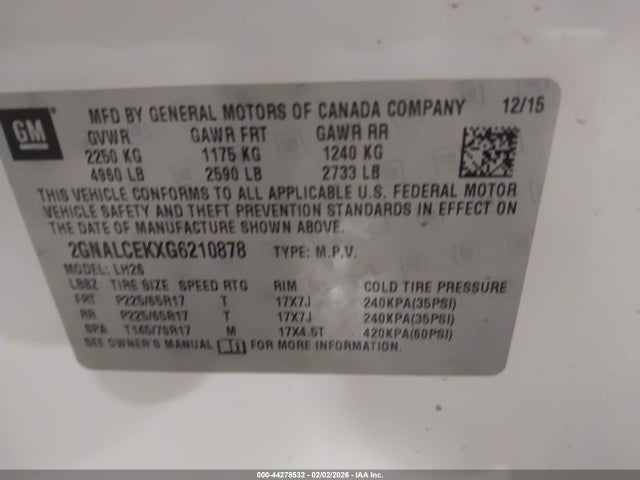 GM
MFD BY GENERAL MOTORS OF CANADA COMPANY 12/15
GVWR GAWR FRT GAWR RR
2250 KG 1175 KG 1240 KG
4960 LB 2590 LB 2733 LB
THIS VEHICLE CONFORMS TO ALL APPLICABLE U.S. FEDERAL MOTOR
VEHICLE SAFETY AND THEFT PREVENTION STANDARDS IN EFFECT ON
THE DATE OF MANUFACTURE SHOWN ABOVE.
2GNALCEKXG6210878 TYPE: M.P.V.
MODEL: LH26
LBBZ TIRE SIZE SPEED RTG RIM COLD TIRE PRESSURE
FRT P225/65R17 T 17X7J 240KPA(35PSI)
RR P225/65R17 T 17X7J 240KPA(35PSI)
SPA T145/70R17 M 17X4.5T 420KPA(60PSI)
SEE OWNER'S MANUAL FOR MORE INFORMATION.
000-44278532 - 02/02/2026 - IAA Inc.